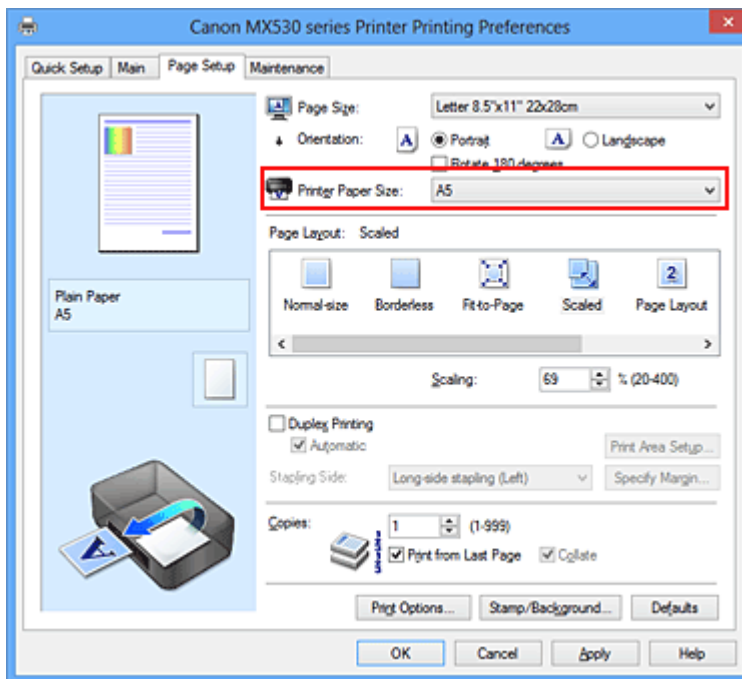 Canon MX530 series Printer Printing Preferences
Quick Setup Main Page Setup Maintenance
Page Size: Letter 8.5"x11" 22x28cm
Orientation: A Portrait A Landscape
Rotate 180 degrees
Printer Paper Size: A5
Page Layout: Scaled
Normal-size Borderless Fit-to-Page Scaled Page Layout
Plain Paper
A5
Scaling: 69 % (20-400)
Duplex Printing
Automatic Print Area Setup...
Stapling Side: Long-side stapling (Left) Specify Margin...
Copies: 1 (1-999)
Print from Last Page Collate
Print Options... Stamp/Background... Defaults
OK Cancel Apply Help